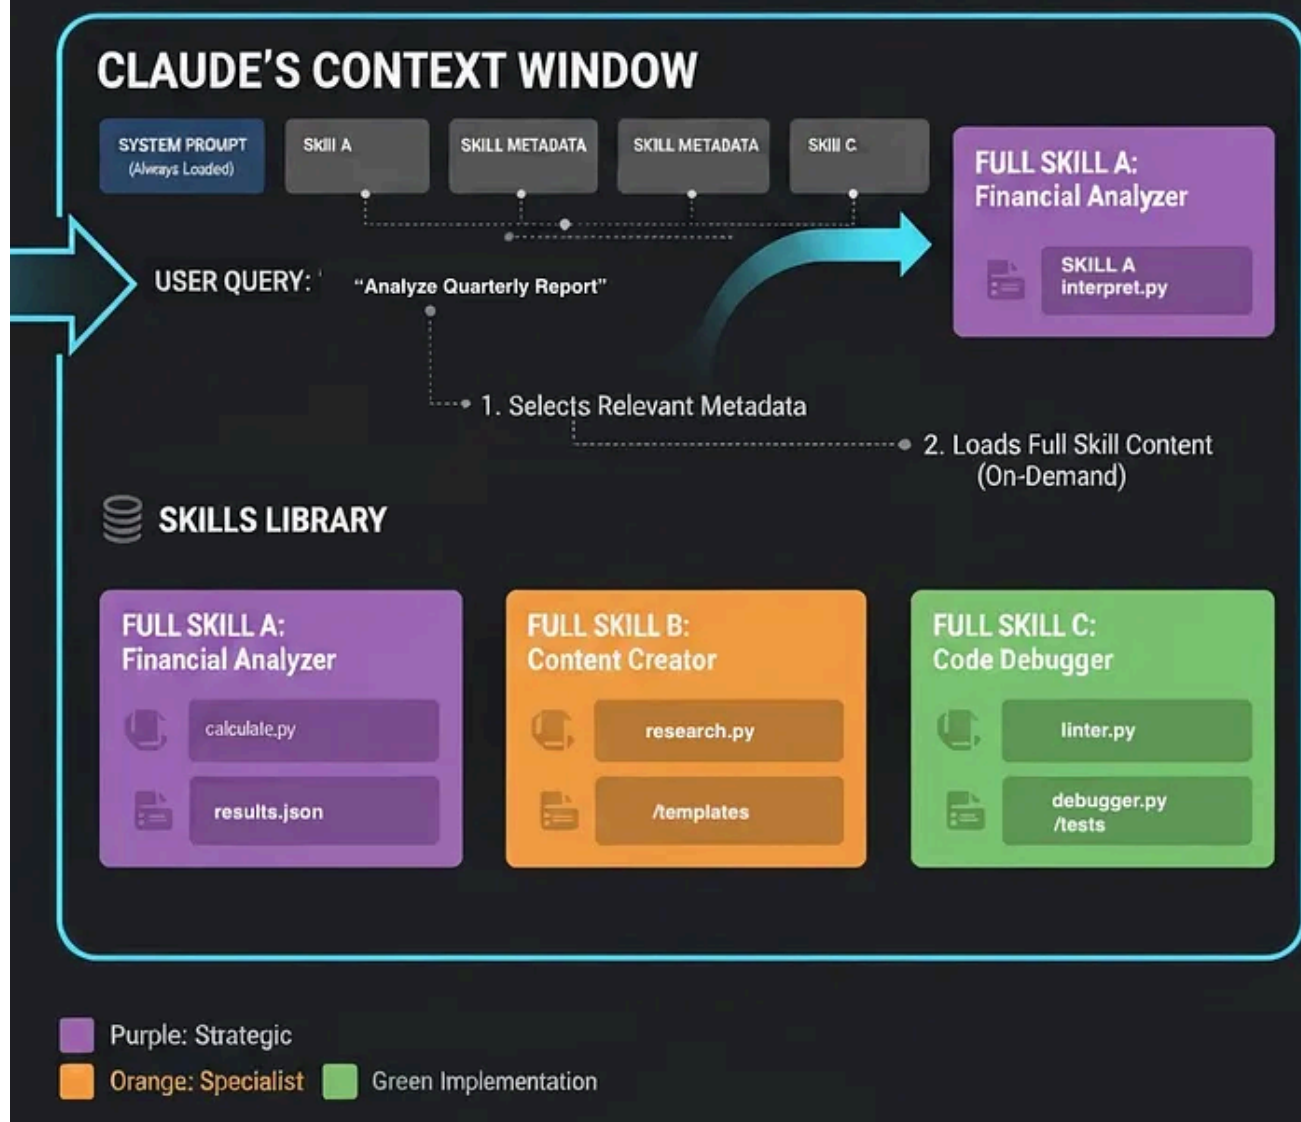 CLAUDE'S CONTEXT WINDOW
SYSTEM PROMPT
(Always Loaded)
Skill A
SKILL METADATA
SKILL METADATA
Skill C
FULL SKILL A:
Financial Analyzer
SKILL A
interpret.py
USER QUERY:
“Analyze Quarterly Report”
1. Selects Relevant Metadata
2. Loads Full Skill Content
(On-Demand)
SKILLS LIBRARY
FULL SKILL A:
Financial Analyzer
calculate.py
results.json
FULL SKILL B:
Content Creator
research.py
/templates
FULL SKILL C:
Code Debugger
linter.py
debugger.py
/tests
Purple: Strategic
Orange: Specialist
Green Implementation